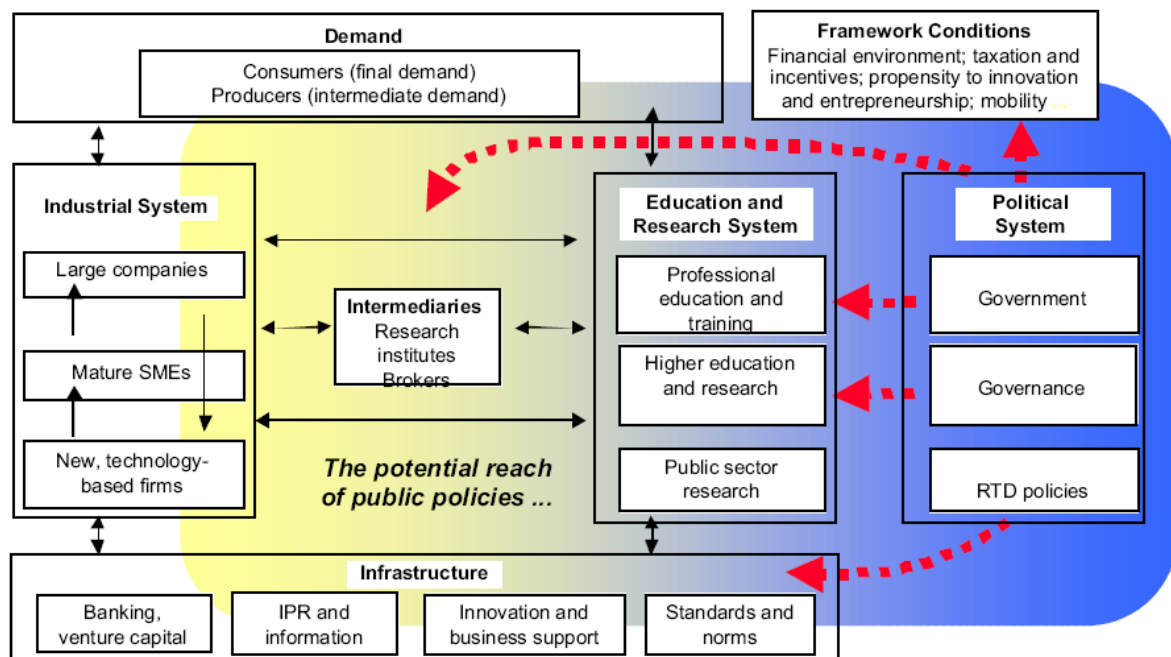 Demand
Consumers (final demand)
Producers (intermediate demand)
Framework Conditions
Financial environment; taxation and
incentives; propensity to innovation
and entrepreneurship; mobility ...
Industrial System
Large companies
Mature SMEs
New, technology-
based firms
Intermediaries
Research
institutes
Brokers
The potential reach
of public policies ...
Education and
Research System
Professional
education and
training
Higher education
and research
Public sector
research
Political
System
Government
Governance
RTD policies
Infrastructure
Banking,
venture capital
IPR and
information
Innovation and
business support
Standards and
norms